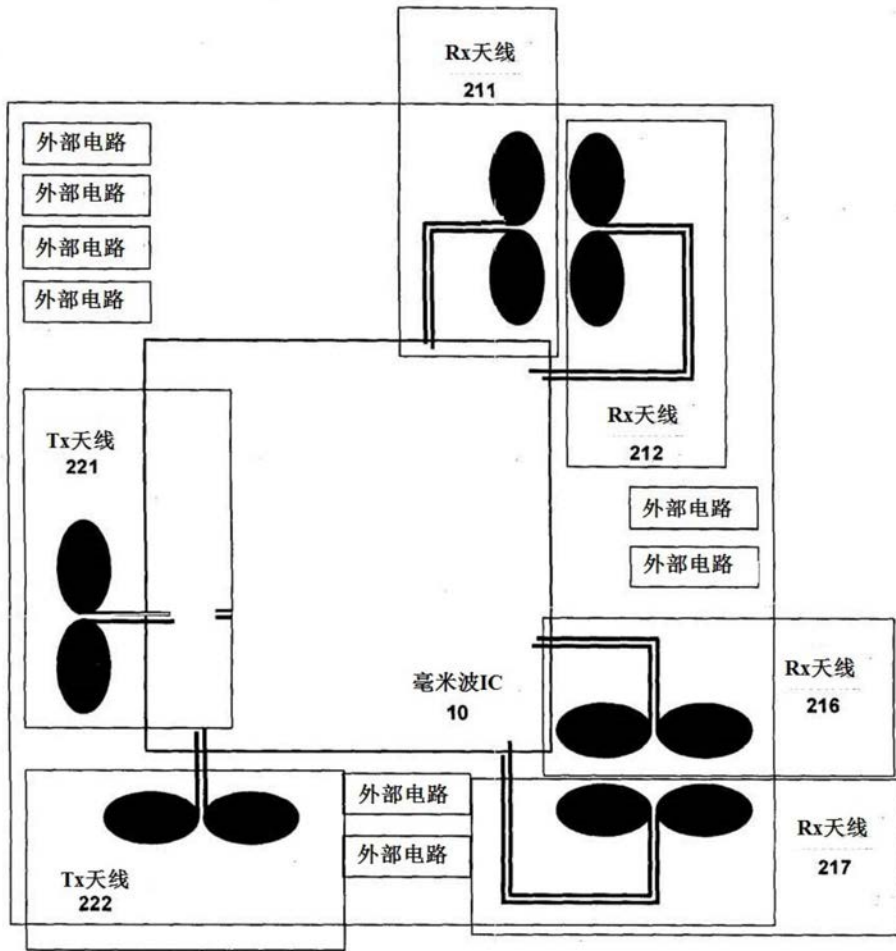 Rx天线
211
外部电路
外部电路
外部电路
外部电路
Rx天线
212
Tx天线
221
外部电路
外部电路
毫米波IC
10
Rx天线
216
外部电路
外部电路
Rx天线
217
Tx天线
222